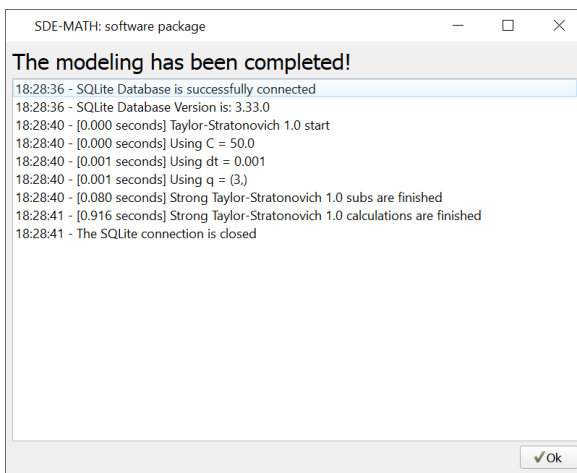 SDE-MATH: software package
The modeling has been completed!
18:28:36 - SQLite Database is successfully connected
18:28:36 - SQLite Database Version is: 3.33.0
18:28:40 - [0.000 seconds] Taylor-Stratonovich 1.0 start
18:28:40 - [0.000 seconds] Using C = 50.0
18:28:40 - [0.001 seconds] Using dt = 0.001
18:28:40 - [0.001 seconds] Using q = (3,)
18:28:40 - [0.080 seconds] Strong Taylor-Stratonovich 1.0 subs are finished
18:28:41 - [0.916 seconds] Strong Taylor-Stratonovich 1.0 calculations are finished
18:28:41 - The SQLite connection is closed
Ok